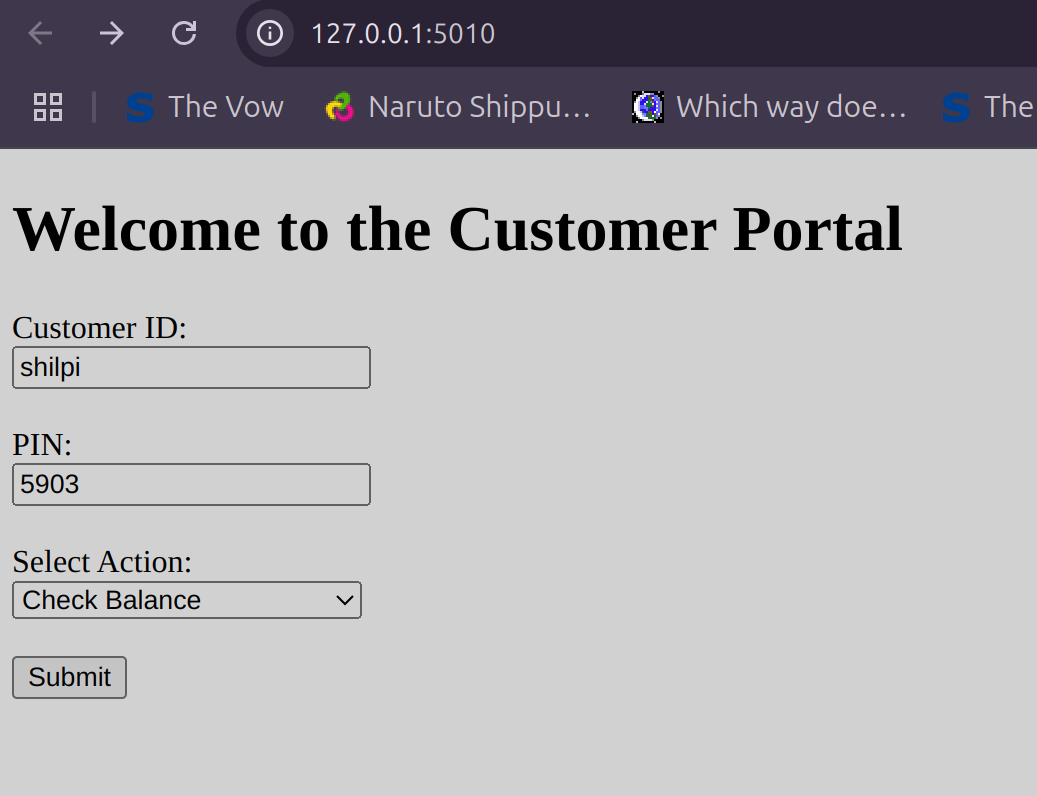 127.0.0.1:5010
The Vow Naruto Shippu... Which way doe... The
Welcome to the Customer Portal
Customer ID:
shilpi
PIN:
5903
Select Action:
Check Balance
Submit